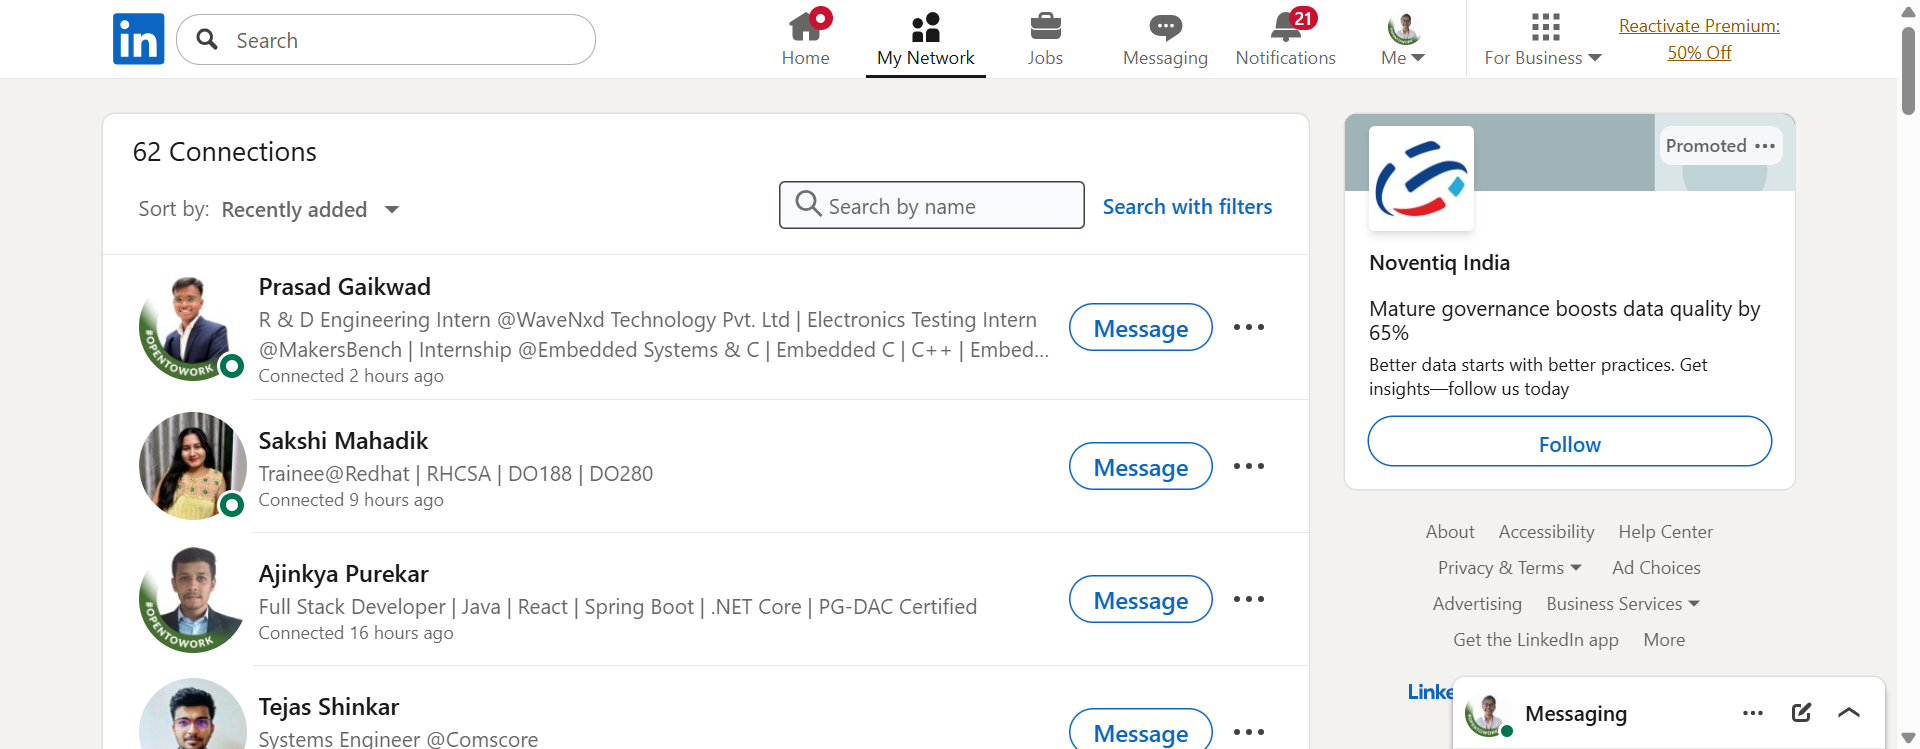 in
Search
Home
My Network
Jobs
Messaging
21
Notifications
Me
For Business
Reactivate Premium:
50% Off
62 Connections
Sort by: Recently added
Search by name
Search with filters
Prasad Gaikwad
R & D Engineering Intern @WaveNxd Technology Pvt. Ltd | Electronics Testing Intern
@MakersBench | Internship @Embedded Systems & C | Embedded C | C++ | Embed...
Connected 2 hours ago
#OPENTOWORK
Message
Sakshi Mahadik
Trainee@Redhat | RHCSA | DO188 | DO280
Connected 9 hours ago
Message
Ajinkya Purekar
Full Stack Developer | Java | React | Spring Boot | .NET Core | PG-DAC Certified
Connected 16 hours ago
#OPENTOWORK
Message
Tejas Shinkar
Systems Engineer @Comscore
Message
Promoted
Noventiq India
Mature governance boosts data quality by
65%
Better data starts with better practices. Get
insights—follow us today
Follow
About Accessibility Help Center
Privacy & Terms Ad Choices
Advertising Business Services
Get the LinkedIn app More
Linke
Messaging